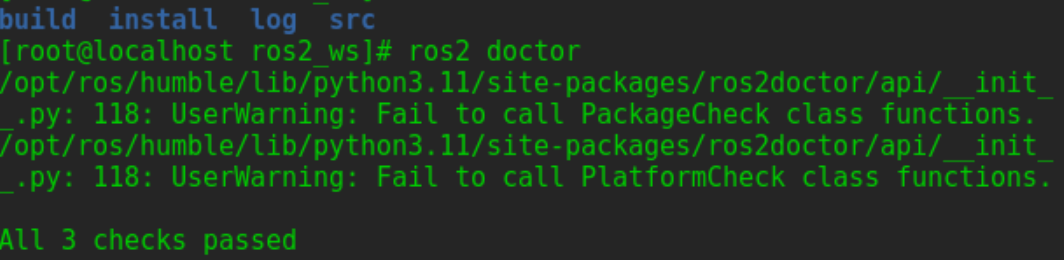 build  install  log  src
[root@localhost ros2_ws]# ros2 doctor
/opt/ros/humble/lib/python3.11/site-packages/ros2doctor/api/__init_
_.py: 118: UserWarning: Fail to call PackageCheck class functions.
/opt/ros/humble/lib/python3.11/site-packages/ros2doctor/api/__init_
_.py: 118: UserWarning: Fail to call PlatformCheck class functions.
All 3 checks passed